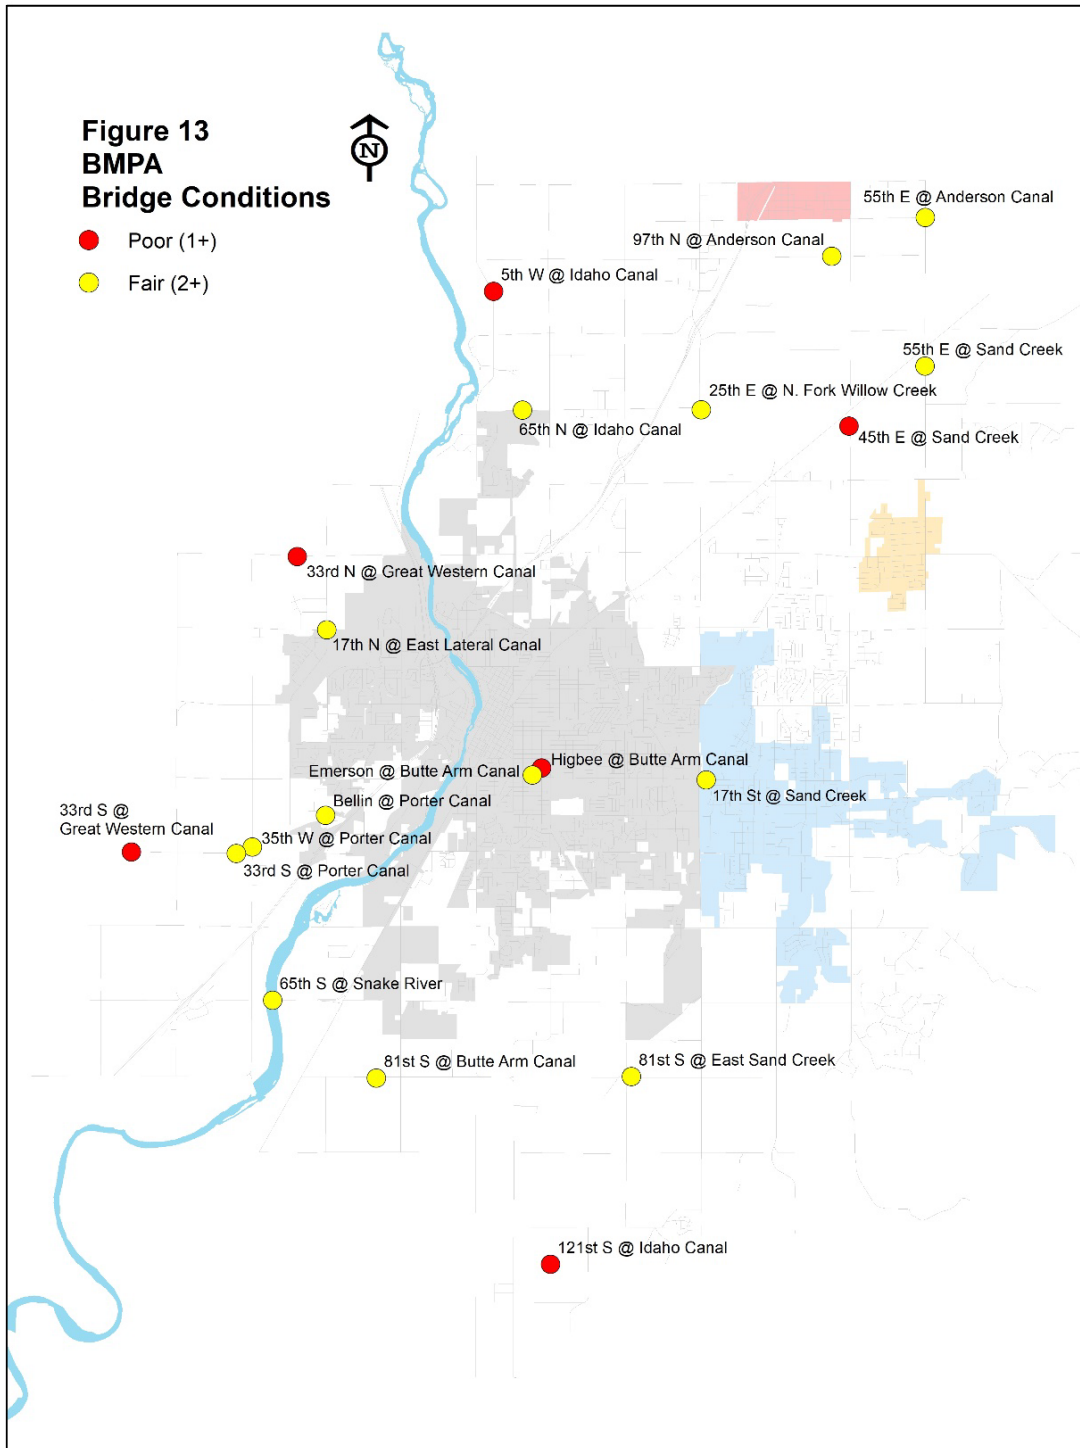 Figure 13
BMPA
Bridge Conditions
N
Poor (1+)
Fair (2+)
55th E @ Anderson Canal
97th N @ Anderson Canal
5th W @ Idaho Canal
55th E @ Sand Creek
25th E @ N. Fork Willow Creek
65th N @ Idaho Canal
45th E @ Sand Creek
33rd N @ Great Western Canal
17th N @ East Lateral Canal
Higbee @ Butte Arm Canal
Emerson @ Butte Arm Canal
17th St @ Sand Creek
Bellin @ Porter Canal
33rd S @
Great Western Canal
35th W @ Porter Canal
33rd S @ Porter Canal
65th S @ Snake River
81st S @ Butte Arm Canal
81st S @ East Sand Creek
121st S @ Idaho Canal